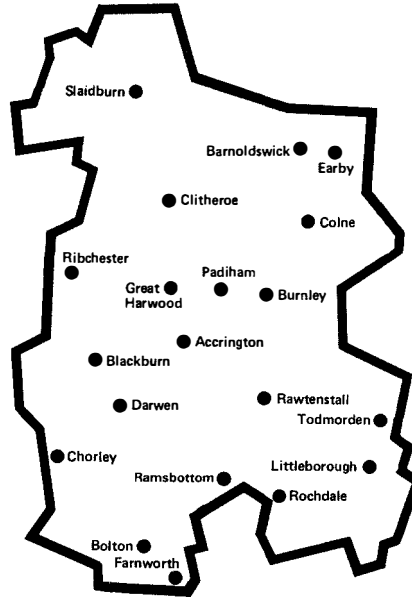 Slaidburn
Barnoldswick
Earby
Clitheroe
Colne
Ribchester
Padiham
Great
Harwood
Burnley
Accrington
Blackburn
Darwen
Rawtenstall
Todmorden
Chorley
Littleborough
Ramsbottom
Rochdale
Bolton
Farnworth